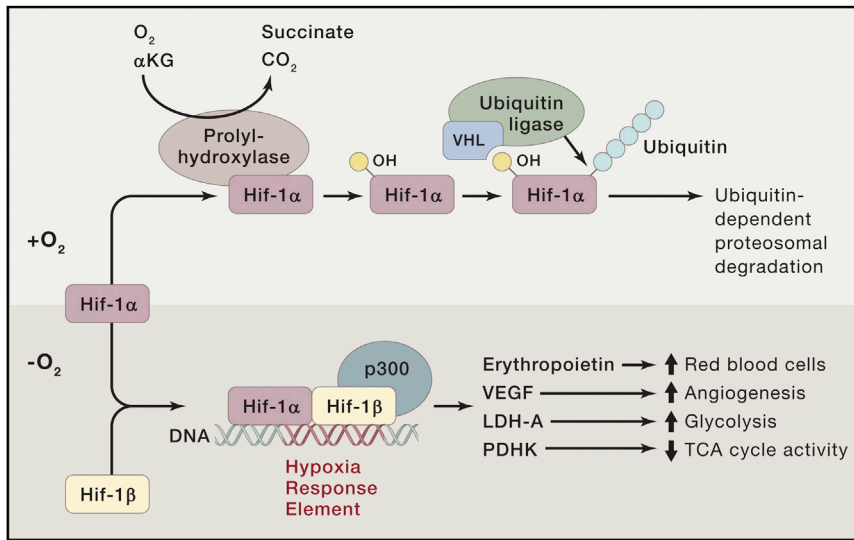 O₂
αKG
Succinate
CO₂
Prolyl-
hydroxylase
Hif-1α
OH
Hif-1α
Ubiquitin
ligase
VHL
OH
Hif-1α
Ubiquitin
Ubiquitin-
dependent
proteosomal
degradation
+O₂
Hif-1α
-O₂
Hif-1β
DNA
Hif-1α
Hif-1β
p300
Hypoxia
Response
Element
Erythropoietin Red blood cells
VEGF Angiogenesis
LDH-A Glycolysis
PDHK TCA cycle activity